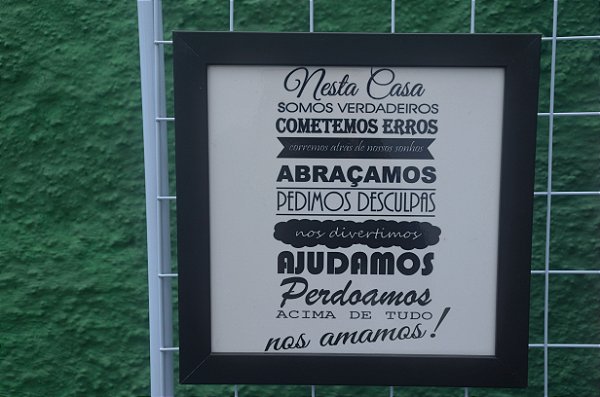 Nesta Casa
SOMOS VERDADEIROS
COMETEMOS ERROS
corremos atrás de nossos sonhos
ABRAÇAMOS
PEDIMOS DESCULPAS
nos divertimos
AJUDAMOS
Perdoamos
ACIMA DE TUDO
nos amamos!